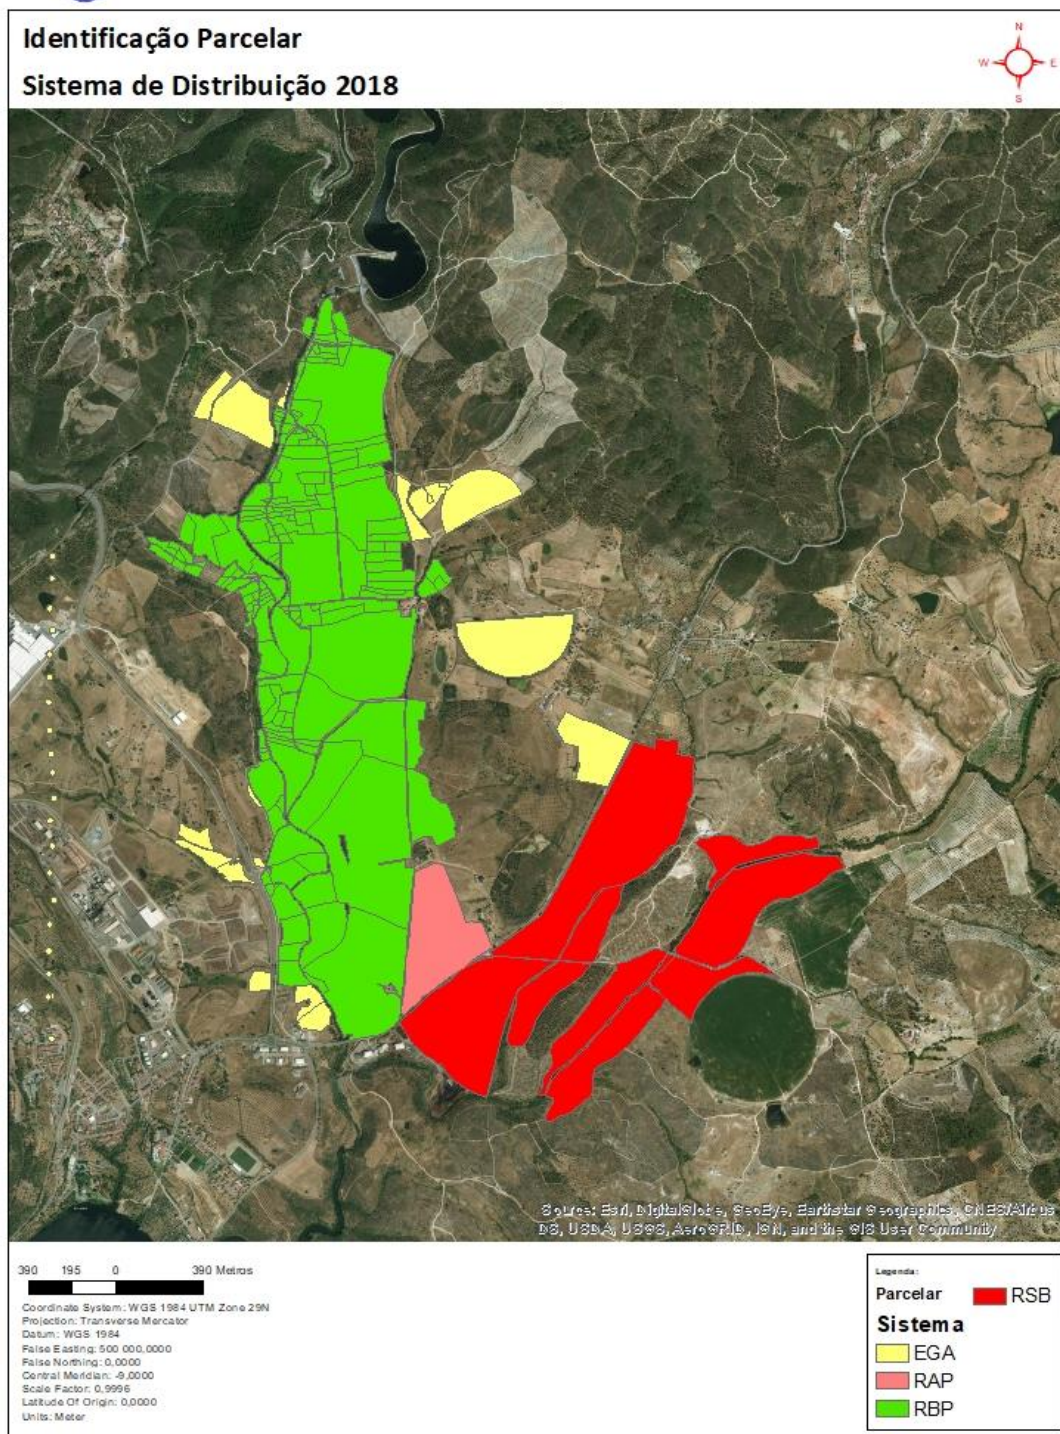 Identificação Parcelar
Sistema de Distribuição 2018
N
W
E
S
Source: Esri, DigitalGlobe, GeoEye, Earthstar Geographics, CNES/Airbus
DS, USDA, USGS, AeroGRID, IGN, and the GIS User Community
390 195 0 390 Metros
Coordinate System: WGS 1984 UTM Zone 29N
Projection: Transverse Mercator
Datum: WGS 1984
False Easting: 500 000,0000
False Northing: 0,0000
Central Meridian: -9,0000
Scale Factor: 0,9996
Latitude Of Origin: 0,0000
Units: Meter
Legenda:
Parcelar RSB
Sistema
EGA
RAP
RBP